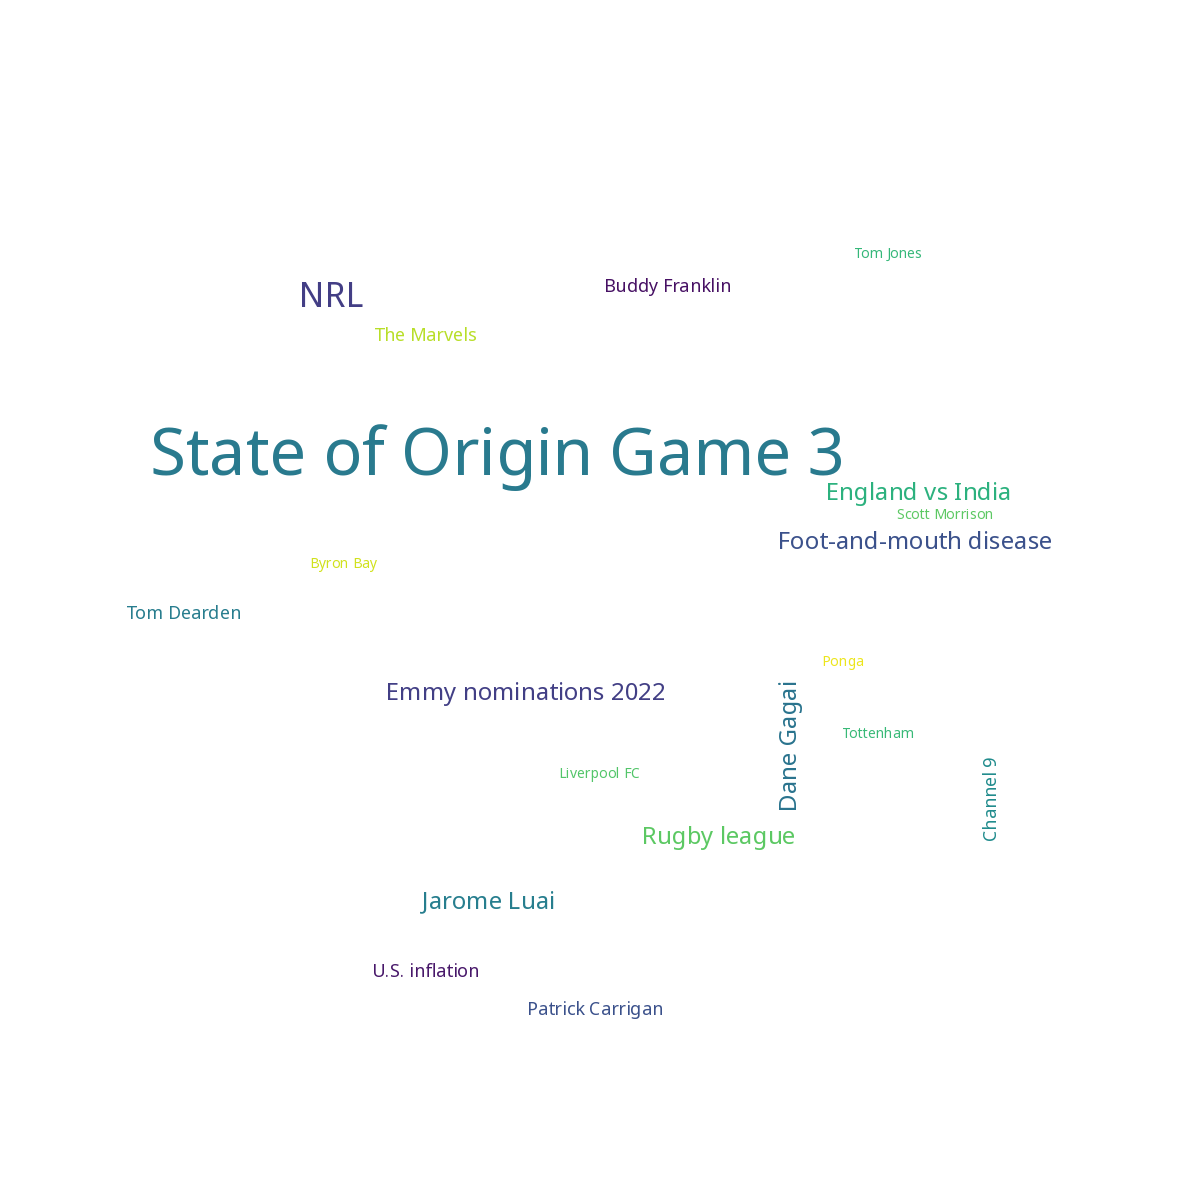 Tom Jones
Buddy Franklin
NRL
The Marvels
State of Origin Game 3
England vs India
Scott Morrison
Foot-and-mouth disease
Byron Bay
Tom Dearden
Ponga
Emmy nominations 2022
Dane Gagai
Tottenham
Channel 9
Liverpool FC
Rugby league
Jarome Luai
U.S. inflation
Patrick Carrigan